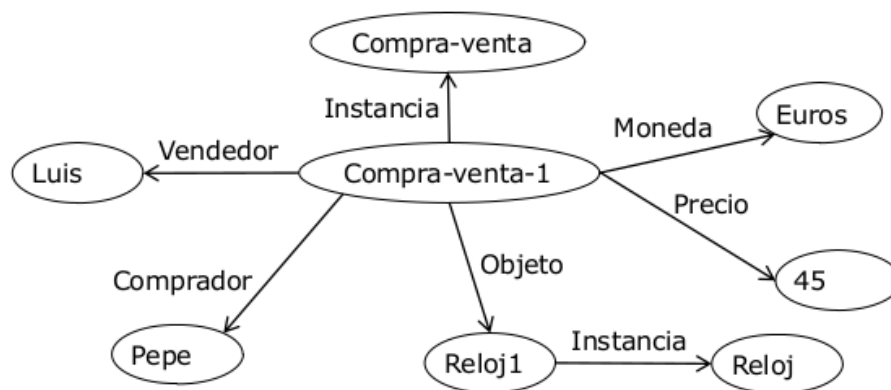 Compra-venta
Instancia
Moneda
Euros
Vendedor
Luis
Compra-venta-1
Precio
Comprador
Objeto
45
Pepe
Reloj1
Instancia
Reloj